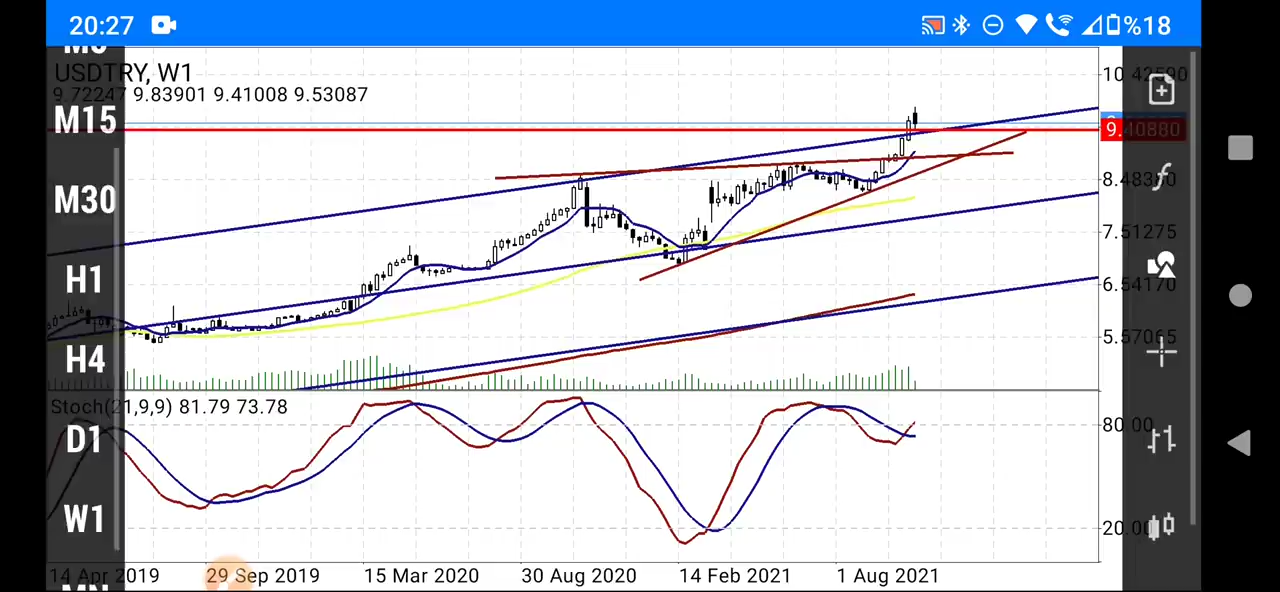 20:27
%18
USDTRY, W1
9.72247 9.83901 9.41008 9.53087
M15
M30
H1
H4
D1
W1
MN
10.42590
9.40880
8.48380
7.51275
6.54170
5.57065
Stoch(21,9,9) 81.79 73.78
80.00
20.00
14 Apr 2019
29 Sep 2019
15 Mar 2020
30 Aug 2020
14 Feb 2021
1 Aug 2021